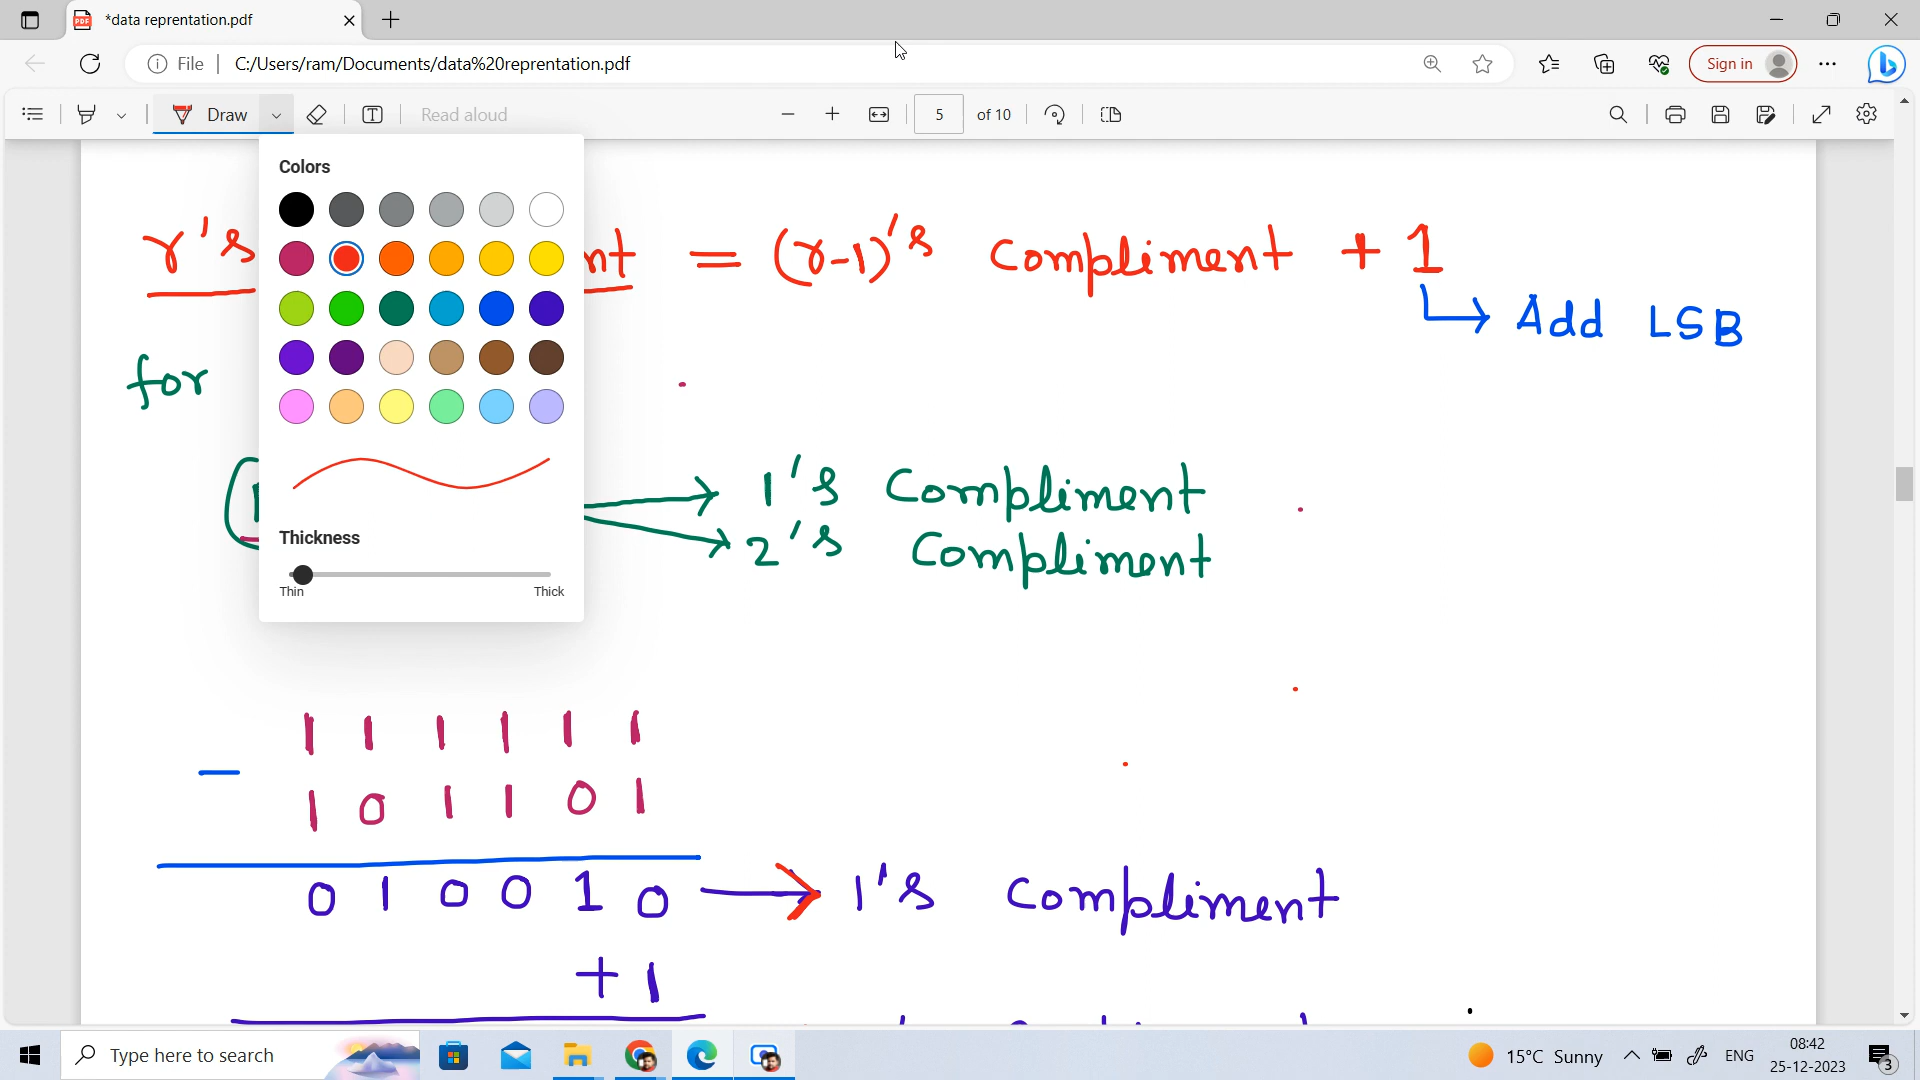 *data reprentation.pdf
File C:/Users/ram/Documents/data%20reprentation.pdf Sign in
Draw Read aloud 5 of 10
Colors
Thickness
Thin Thick
r's nt = (r-1)'s Compliment + 1
Add LSB
for
1's Compliment
2's Compliment
1 1 1 1 1 1
- 1 0 1 1 0 1
0 1 0 0 1 0 → 1's Compliment
+ 1
Type here to search 15°C Sunny ENG 08:42
25-12-2023 3